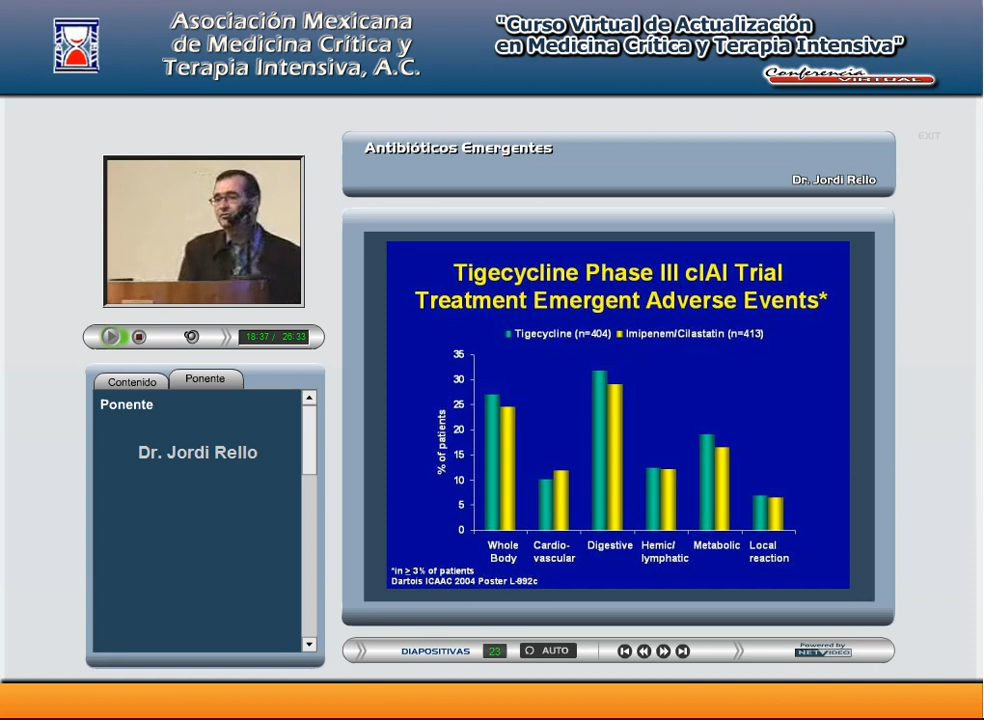 Asociación Mexicana
de Medicina Crítica y
Terapia Intensiva, A.C.
"Curso Virtual de Actualización
en Medicina Crítica y Terapia Intensiva"
Conferencia
VIRTUAL
EXIT
Antibióticos Emergentes
Dr. Jordi Rello
18:37 / 26:33
Contenido
Ponente
Ponente
Dr. Jordi Rello
Tigecycline Phase III cIAI Trial
Treatment Emergent Adverse Events*
Tigecycline (n=404) Imipenem/Cilastatin (n=413)
% of patients
35
30
25
20
15
10
5
0
Whole Body
Cardio-vascular
Digestive
Hemic/ lymphatic
Metabolic
Local reaction
*in ≥ 3% of patients
Dartois ICAAC 2004 Poster L-992c
DIAPOSITIVAS 23 AUTO
Powered by
NETVIDEO